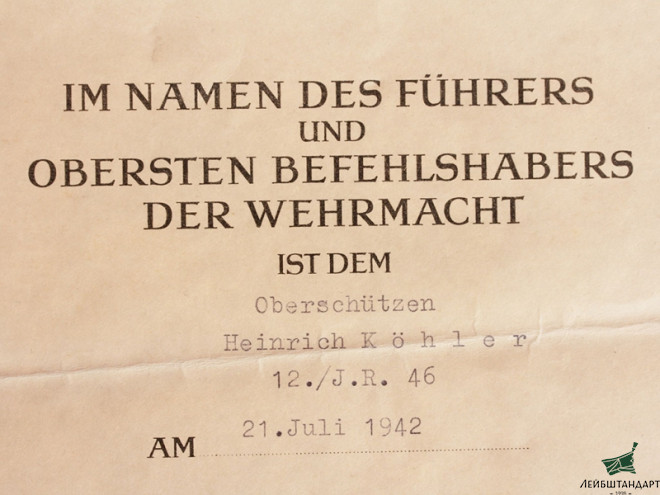 IM NAMEN DES FÜHRERS
UND
OBERSTEN BEFEHLSHABERS
DER WEHRMACHT
IST DEM
Oberschützen
Heinrich K ö h l e r
12./J.R. 46
AM 21.Juli 1942
ЛЕЙБШТАНДАРТ